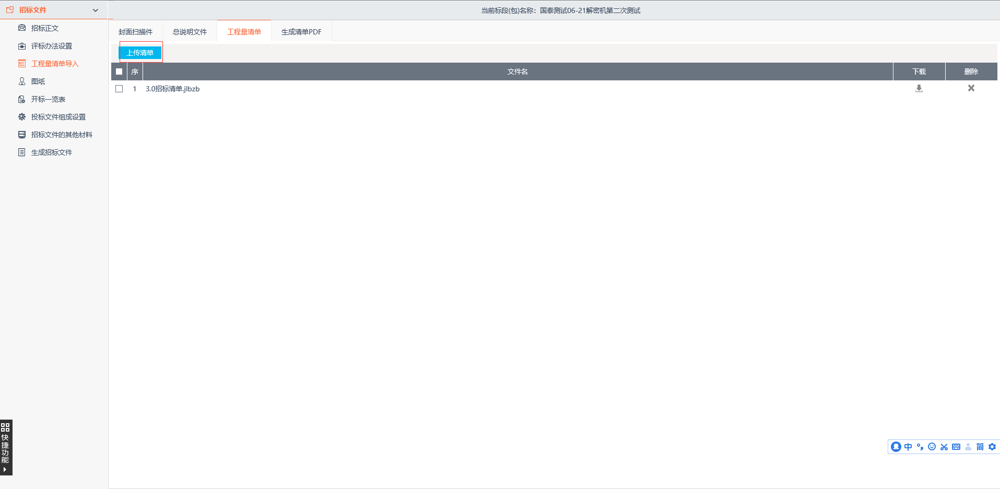 招标文件
当前标段(包)名称：国泰测试06-21解密机第二次测试
招标正文
评标办法设置
工程量清单导入
图纸
开标一览表
投标文件组成设置
招标文件的其他材料
生成招标文件
封面扫描件 总说明文件 工程量清单 生成清单PDF
上传清单
序 文件名 下载 删除
1 3.0招标清单.jlbzb
快捷功能
中 简